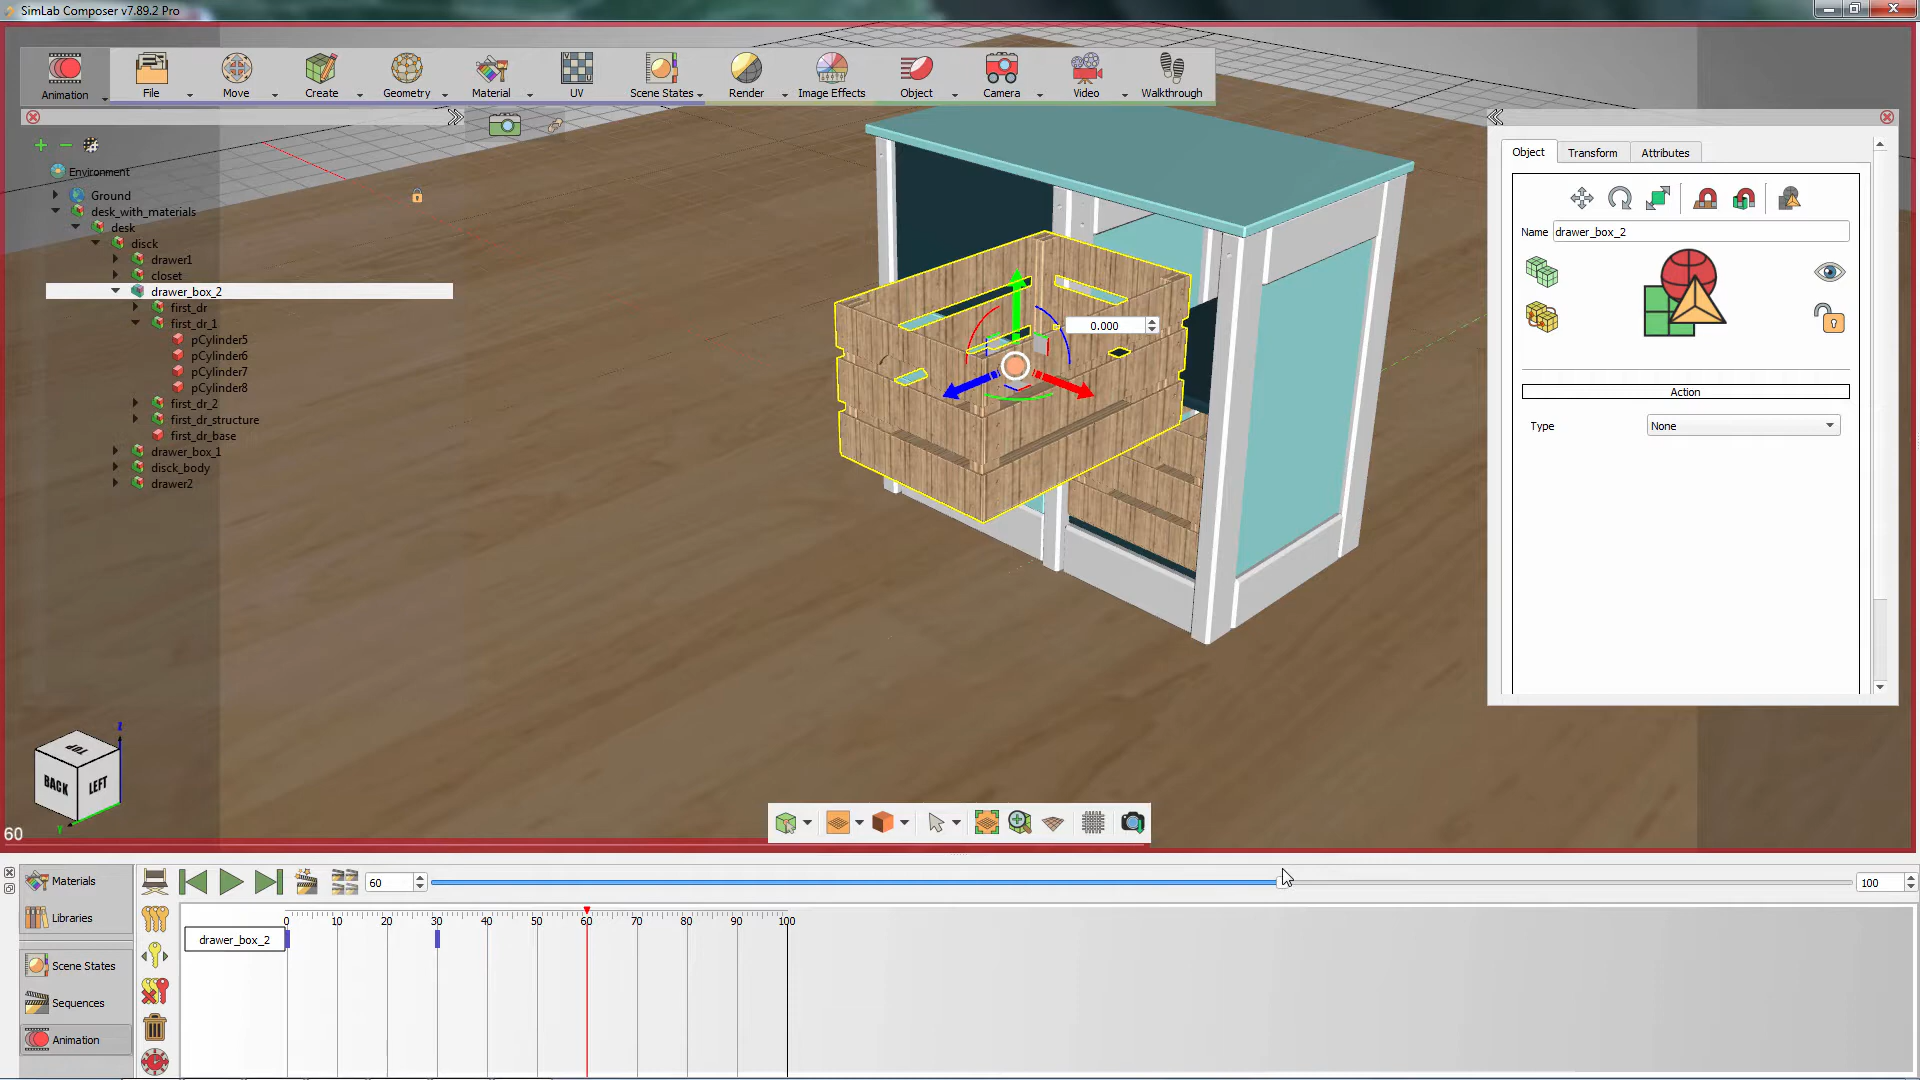 SimLab Composer v7.89.2 Pro
Animation
File
Move
Create
Geometry
Material
UV
Scene States
Render
Image Effects
Object
Camera
Video
Walkthrough
Environment
Ground
desk_with_materials
desk
disck
drawer1
closet
drawer_box_2
first_dr
first_dr_1
pCylinder5
pCylinder6
pCylinder7
pCylinder8
first_dr_2
first_dr_structure
first_dr_base
drawer_box_1
disck_body
drawer2
0.000
Object
Transform
Attributes
Name
drawer_box_2
Action
Type
None
TOP
BACK
LEFT
Z
Y
60
Materials
Libraries
Scene States
Sequences
Animation
60
100
0 10 20 30 40 50 60 70 80 90 100
drawer_box_2